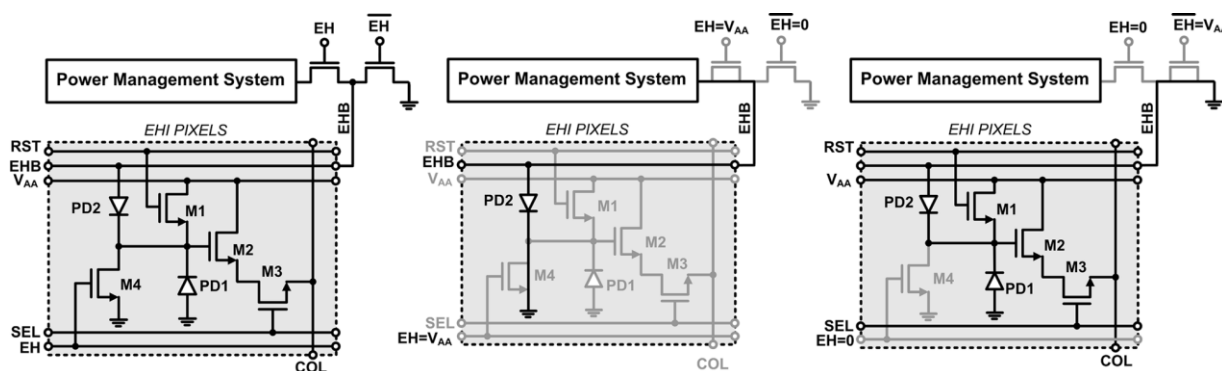 EH
EH
Power Management System
EHB
EHI PIXELS
RST
EHB
VAA
PD2
M1
M2
M3
M4
PD1
SEL
EH
COL
EH=VAA
EH=0
Power Management System
EHB
EHI PIXELS
RST
EHB
VAA
PD2
M1
M2
M3
M4
PD1
SEL
EH=VAA
COL
EH=0
EH=VAA
Power Management System
EHB
EHI PIXELS
RST
EHB
VAA
PD2
M1
M2
M3
M4
PD1
SEL
EH=0
COL